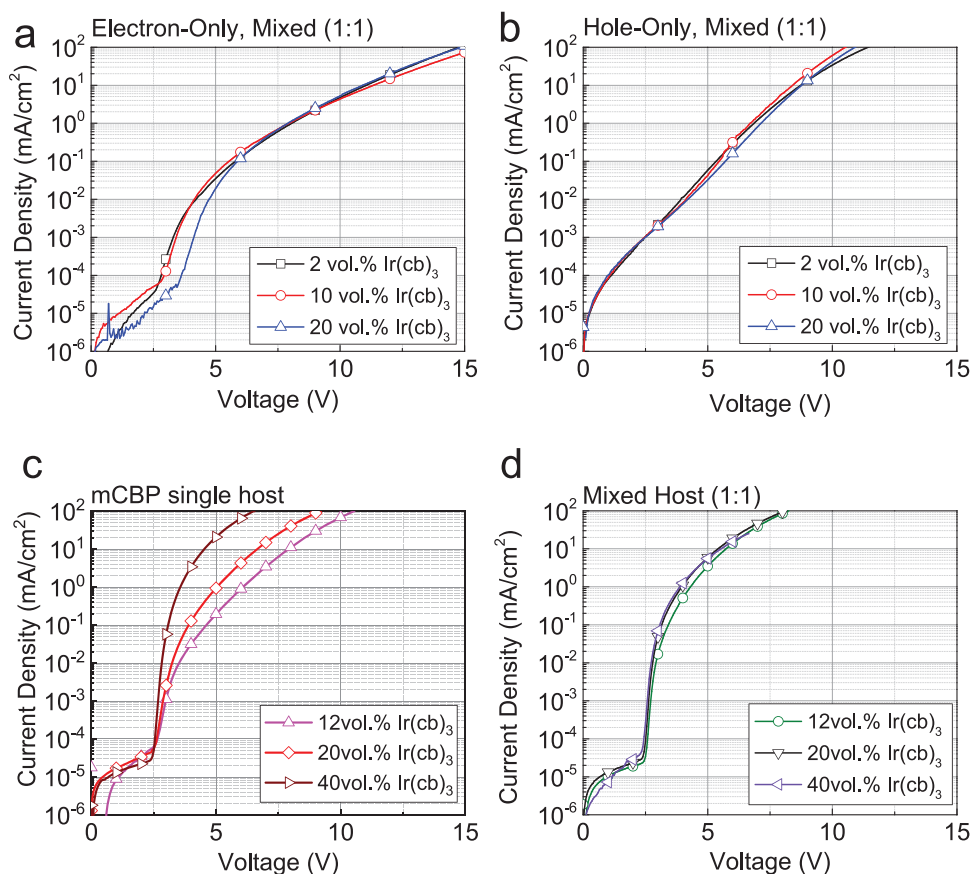 a
Electron-Only, Mixed (1:1)
Current Density (mA/cm²)
10²
10¹
10⁰
10⁻¹
10⁻²
10⁻³
10⁻⁴
10⁻⁵
10⁻⁶
2 vol.% Ir(cb)₃
10 vol.% Ir(cb)₃
20 vol.% Ir(cb)₃
0 5 10 15
Voltage (V)
b
Hole-Only, Mixed (1:1)
Current Density (mA/cm²)
10²
10¹
10⁰
10⁻¹
10⁻²
10⁻³
10⁻⁴
10⁻⁵
10⁻⁶
2 vol.% Ir(cb)₃
10 vol.% Ir(cb)₃
20 vol.% Ir(cb)₃
0 5 10 15
Voltage (V)
c
mCBP single host
Current Density (mA/cm²)
10²
10¹
10⁰
10⁻¹
10⁻²
10⁻³
10⁻⁴
10⁻⁵
10⁻⁶
12vol.% Ir(cb)₃
20vol.% Ir(cb)₃
40vol.% Ir(cb)₃
0 5 10 15
Voltage (V)
d
Mixed Host (1:1)
Current Density (mA/cm²)
10²
10¹
10⁰
10⁻¹
10⁻²
10⁻³
10⁻⁴
10⁻⁵
10⁻⁶
12vol.% Ir(cb)₃
20vol.% Ir(cb)₃
40vol.% Ir(cb)₃
0 5 10 15
Voltage (V)